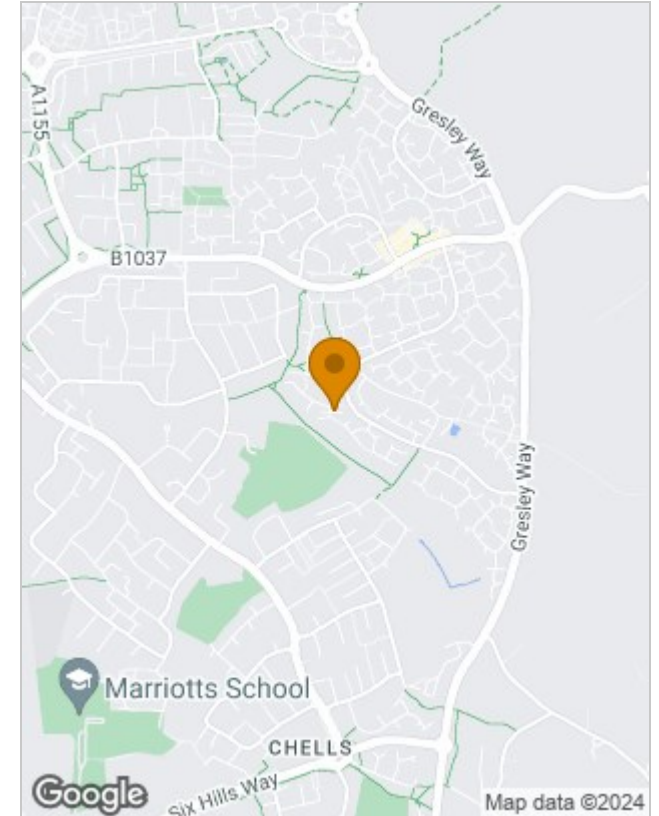 A1155
Gresley Way
B1037
Gresley Way
Marriotts School
CHELLS
Six Hills Way
Google
Map data ©2024